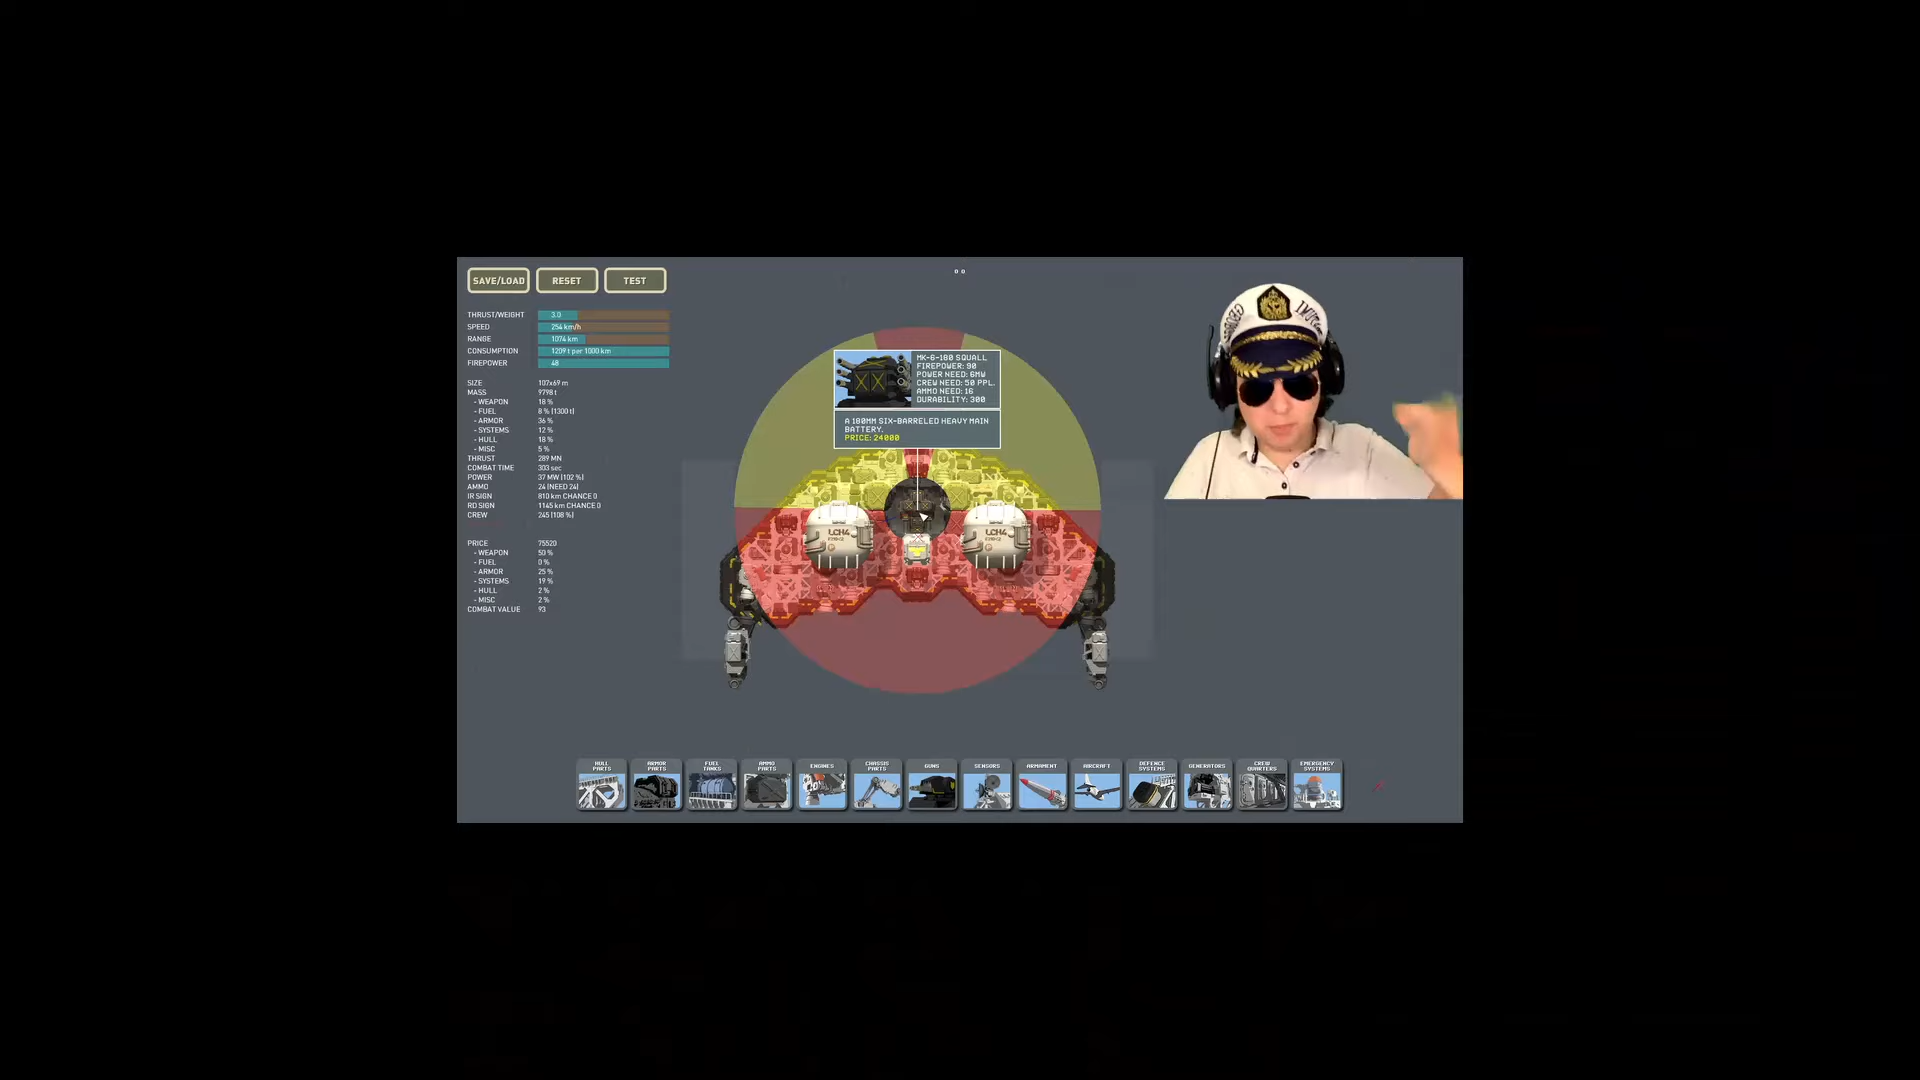 SAVE/LOAD RESET TEST
THRUST/WEIGHT 3.0
SPEED 254 km/h
RANGE 1074 km
CONSUMPTION 1209 t per 1000 km
FIREPOWER 48
SIZE 107x69 m
MASS 9798 t
- WEAPON 18 %
- FUEL 8 % (1300 t)
- ARMOR 36 %
- SYSTEMS 12 %
- HULL 18 %
- MISC 5 %
THRUST 289 MN
COMBAT TIME 303 sec
POWER 37 MW (102 %)
AMMO 24 (NEED 24)
IR SIGN 810 km CHANCE 0
RD SIGN 1145 km CHANCE 0
CREW 245 (108 %)
PRICE 75520
- WEAPON 50 %
- FUEL 0 %
- ARMOR 25 %
- SYSTEMS 19 %
- HULL 2 %
- MISC 2 %
COMBAT VALUE 93
MK-6-180 SQUALL
FIREPOWER: 90
POWER NEED: 6MW
CREW NEED: 50 PPL.
AMMO NEED: 16
DURABILITY: 300
A 180MM SIX-BARRELED HEAVY MAIN
BATTERY.
PRICE: 24000
LCH4
LCH4
HULL PARTS
ARMOR PARTS
FUEL TANKS
AMMO PARTS
ENGINES
CHASSIS PARTS
GUNS
SENSORS
ARMAMENT
AIRCRAFT
DEFENCE SYSTEMS
GENERATORS
CREW QUARTERS
EMERGENCY SYSTEMS